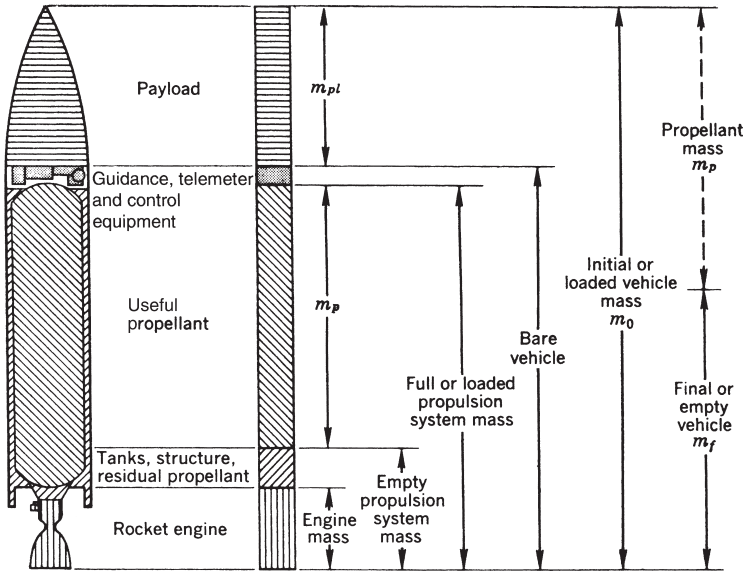 Payload
m_pl
Propellant
mass
m_p
Guidance, telemeter
and control
equipment
Initial or
loaded vehicle
mass
m_0
Useful
propellant
m_p
Bare
vehicle
Full or loaded
propulsion
system mass
Final or
empty
vehicle
m_f
Tanks, structure,
residual propellant
Empty
propulsion
system
mass
Engine
mass
Rocket engine